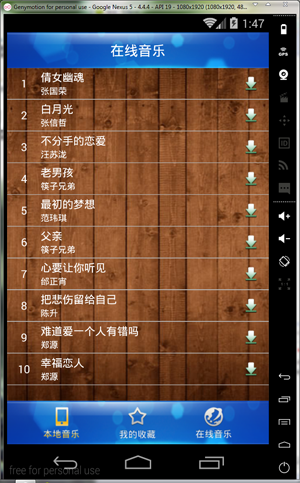 Genymotion for personal use - Google Nexus 5 - 4.4.4 - API 19 - 1080x1920 (1080x1920, 48...
1:47
在线音乐
1 倩女幽魂
张国荣
2 白月光
张信哲
3 不分手的恋爱
汪苏泷
4 老男孩
筷子兄弟
5 最初的梦想
范玮琪
6 父亲
筷子兄弟
7 心要让你听见
邰正宵
8 把悲伤留给自己
陈升
9 难道爱一个人有错吗
郑源
10 幸福恋人
郑源
本地音乐 我的收藏 在线音乐
free for personal use
GPS
ID